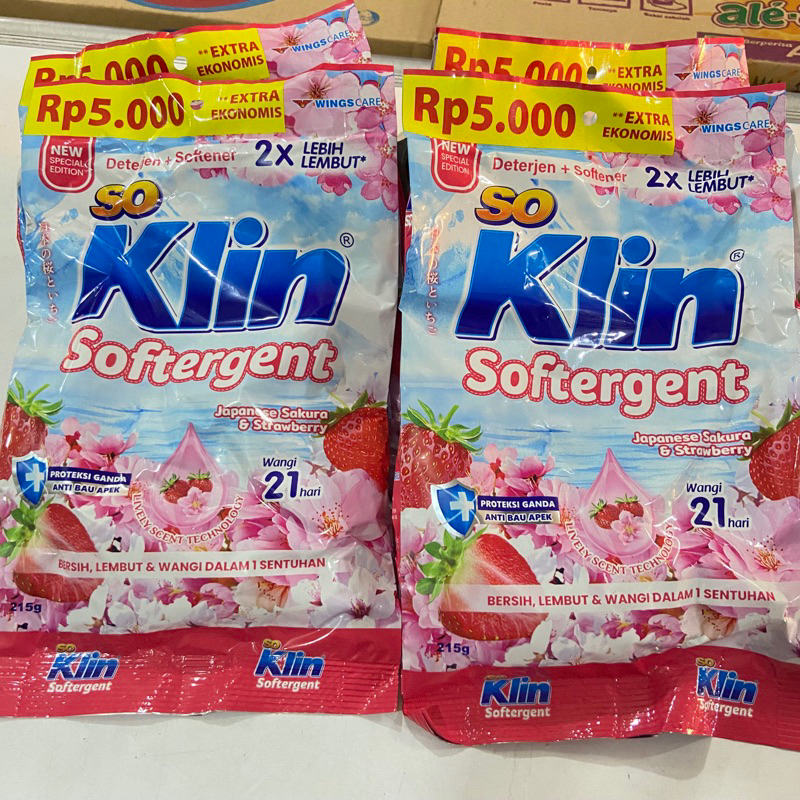 Rp5.000
**EXTRA
EKONOMIS
WINGSCARE
Rp5.000
**EXTRA
EKONOMIS
WINGSCARE
NEW
SPECIAL
EDITION
Deterjen + Softener
2X LEBIH
LEMBUT*
SO
Klin®
Softergent
Japanese Sakura
& Strawberry
PROTEKSI GANDA
ANTI BAU APEK
Wangi
21 hari
LIVELY SCENT TECHNOLOGY
BERSIH, LEMBUT & WANGI DALAM 1 SENTUHAN
215g
SO
Klin
Softergent
SO
Klin
Softergent
Rp5.000
**EXTRA
EKONOMIS
Rp5.000
**EXTRA
EKONOMIS
WINGSCARE
NEW
SPECIAL
EDITION
Deterjen + Softener
2X LEBIH
LEMBUT*
SO
Klin®
Softergent
Japanese Sakura
& Strawberry
PROTEKSI GANDA
ANTI BAU APEK
Wangi
21 hari
LIVELY SCENT TECHNOLOGY
BERSIH, LEMBUT & WANGI DALAM 1 SENTUHAN
215g
Klin
Softergent
SO
Klin
Softergent
alé-